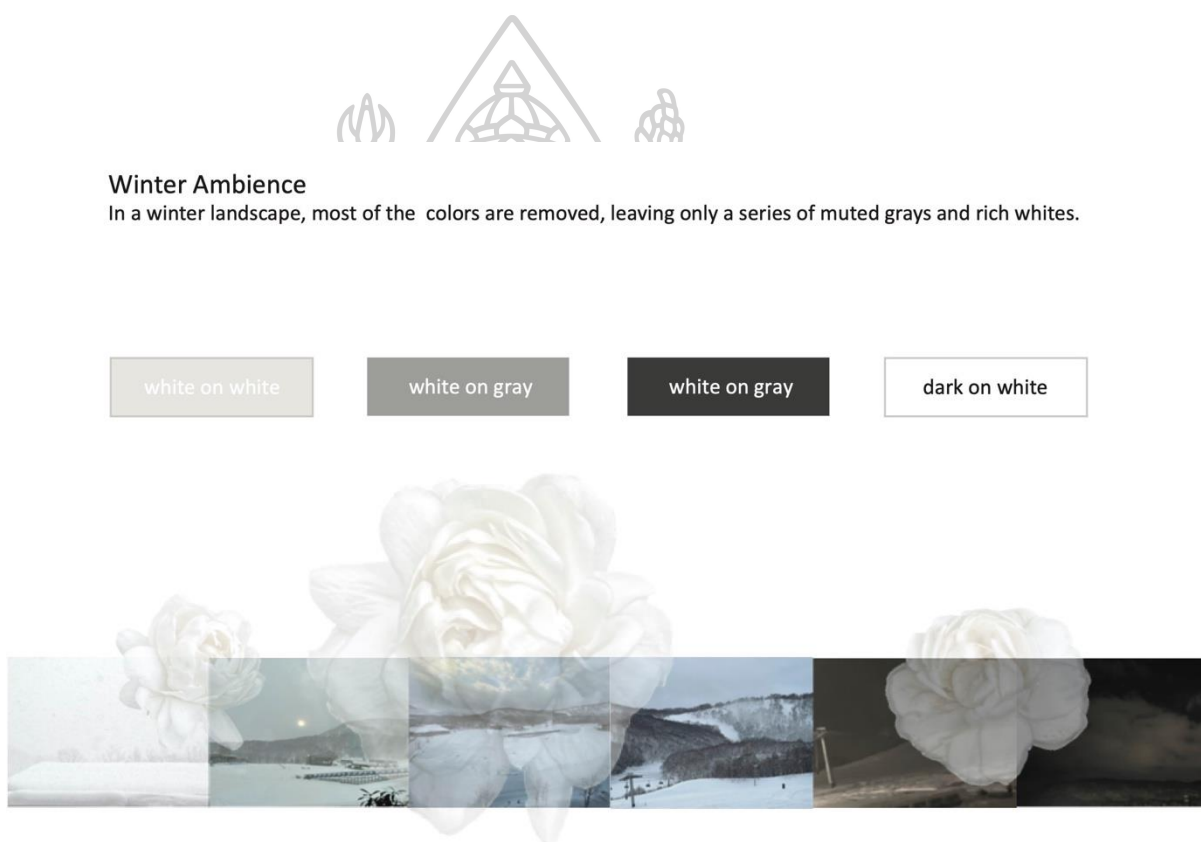 Winter Ambience
In a winter landscape, most of the  colors are removed, leaving only a series of muted grays and rich whites.
white on white
white on gray
white on gray
dark on white